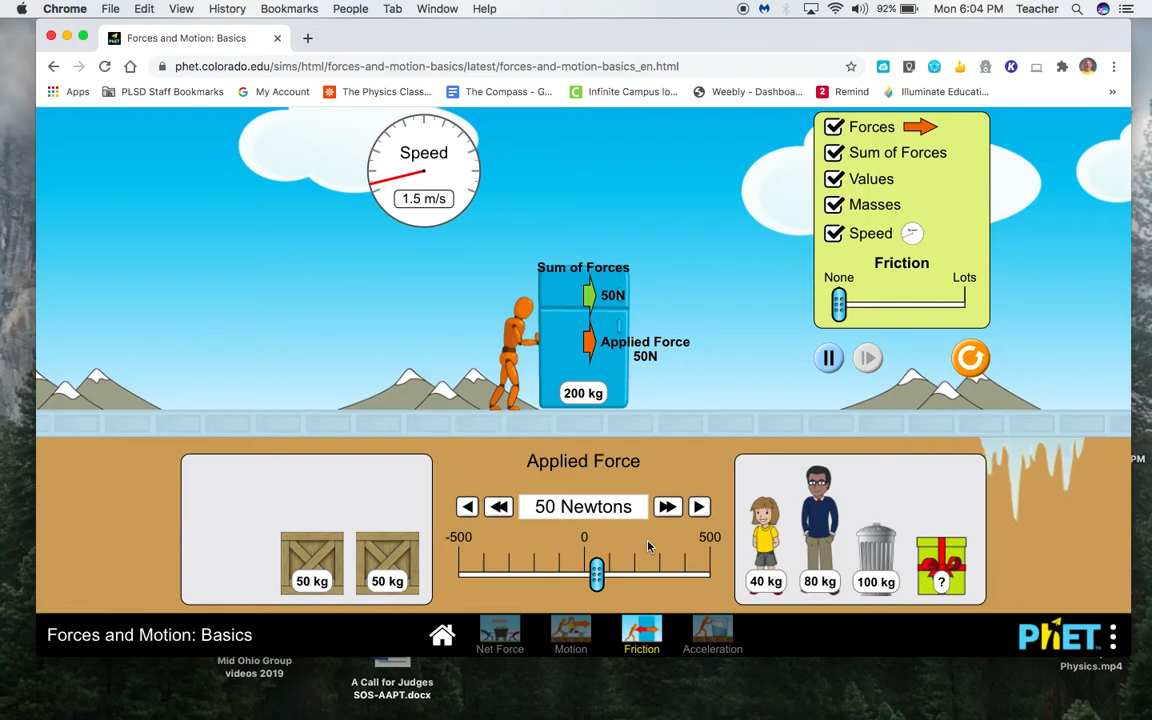 Chrome File Edit View History Bookmarks People Tab Window Help 92% Mon 6:04 PM Teacher
Forces and Motion: Basics
phet.colorado.edu/sims/html/forces-and-motion-basics/latest/forces-and-motion-basics_en.html
Apps PLSD Staff Bookmarks My Account The Physics Clas... The Compass - G... Infinite Campus lo... Weebly - Dashboa... 2 Remind Illuminate Educati... »
Speed
1.5 m/s
Forces
Sum of Forces
Values
Masses
Speed
Friction
None Lots
Sum of Forces
50N
Applied Force
50N
200 kg
Applied Force
50 Newtons
-500 0 500
50 kg 50 kg
40 kg 80 kg 100 kg ?
Forces and Motion: Basics
Net Force Motion Friction Acceleration
PhET
PM
Mid Ohio Group
videos 2019
A Call for Judges
SOS-AAPT.docx
Physics.mp4